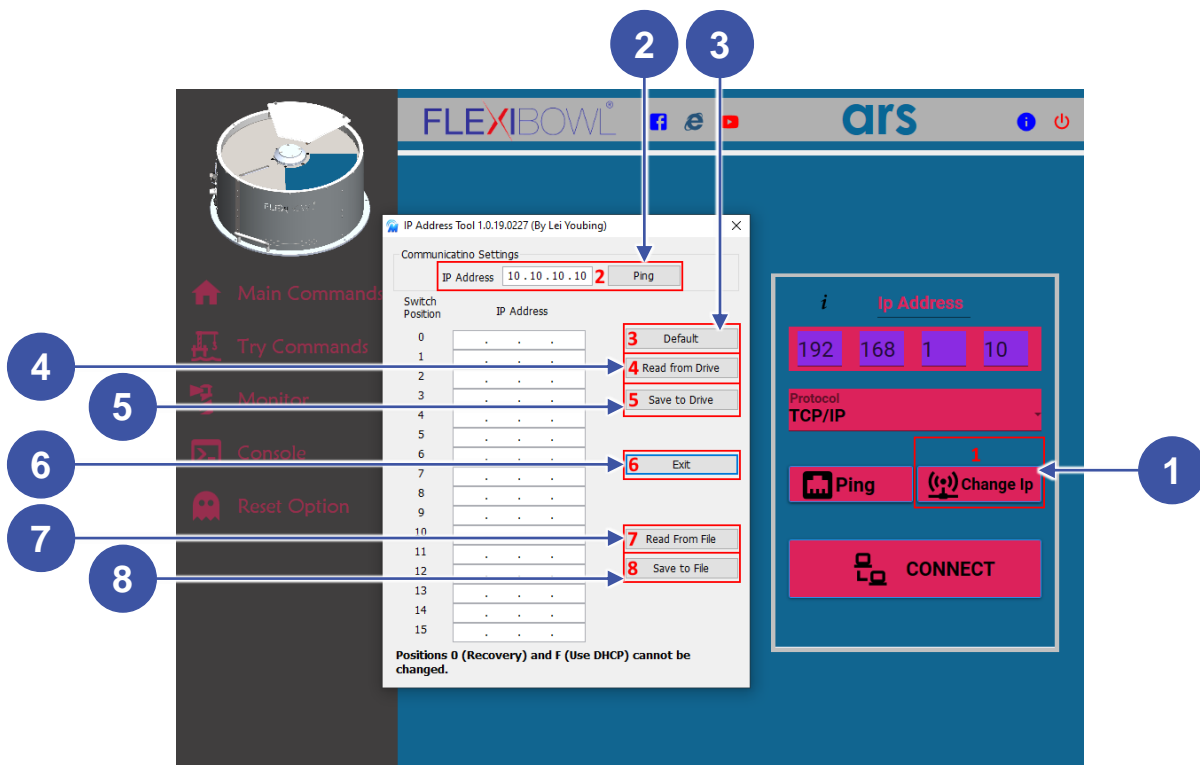 2
3
FLEXIBOWL®
ars
FLEXIBOWL
IP Address Tool 1.0.19.0227 (By Lei Youbing)
Communicatino Settings
IP Address 10 . 10 . 10 . 10 2 Ping
Switch
Position
IP Address
0
1
2
3
4
5
6
7
8
9
10
11
12
13
14
15
3 Default
4 Read from Drive
5 Save to Drive
6 Exit
7 Read From File
8 Save to File
Positions 0 (Recovery) and F (Use DHCP) cannot be
changed.
Main Commands
Try Commands
Monitor
Console
Reset Option
i Ip Address
192 168 1 10
Protocol
TCP/IP
1
Ping
Change Ip
CONNECT
4
5
6
7
8
1